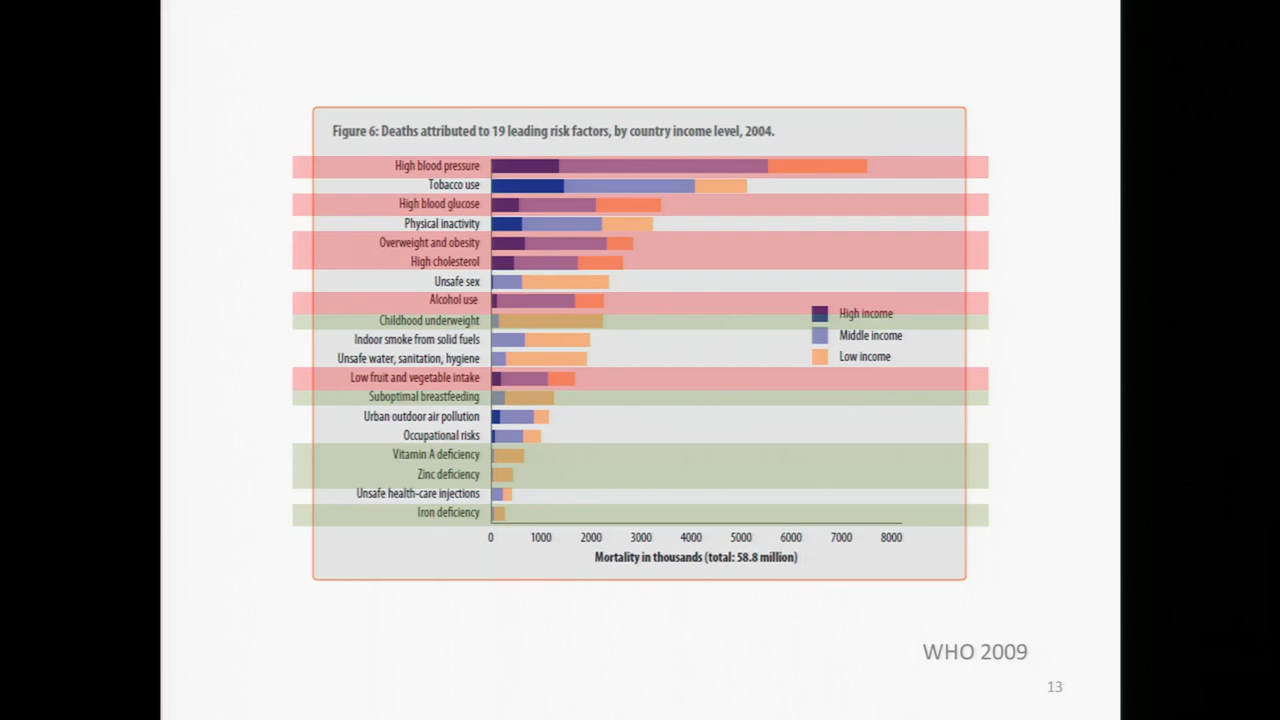 Figure 6: Deaths attributed to 19 leading risk factors, by country income level, 2004.
High blood pressure
Tobacco use
High blood glucose
Physical inactivity
Overweight and obesity
High cholesterol
Unsafe sex
Alcohol use
Childhood underweight
Indoor smoke from solid fuels
Unsafe water, sanitation, hygiene
Low fruit and vegetable intake
Suboptimal breastfeeding
Urban outdoor air pollution
Occupational risks
Vitamin A deficiency
Zinc deficiency
Unsafe health-care injections
Iron deficiency
High income
Middle income
Low income
0 1000 2000 3000 4000 5000 6000 7000 8000
Mortality in thousands (total: 58.8 million)
WHO 2009
13